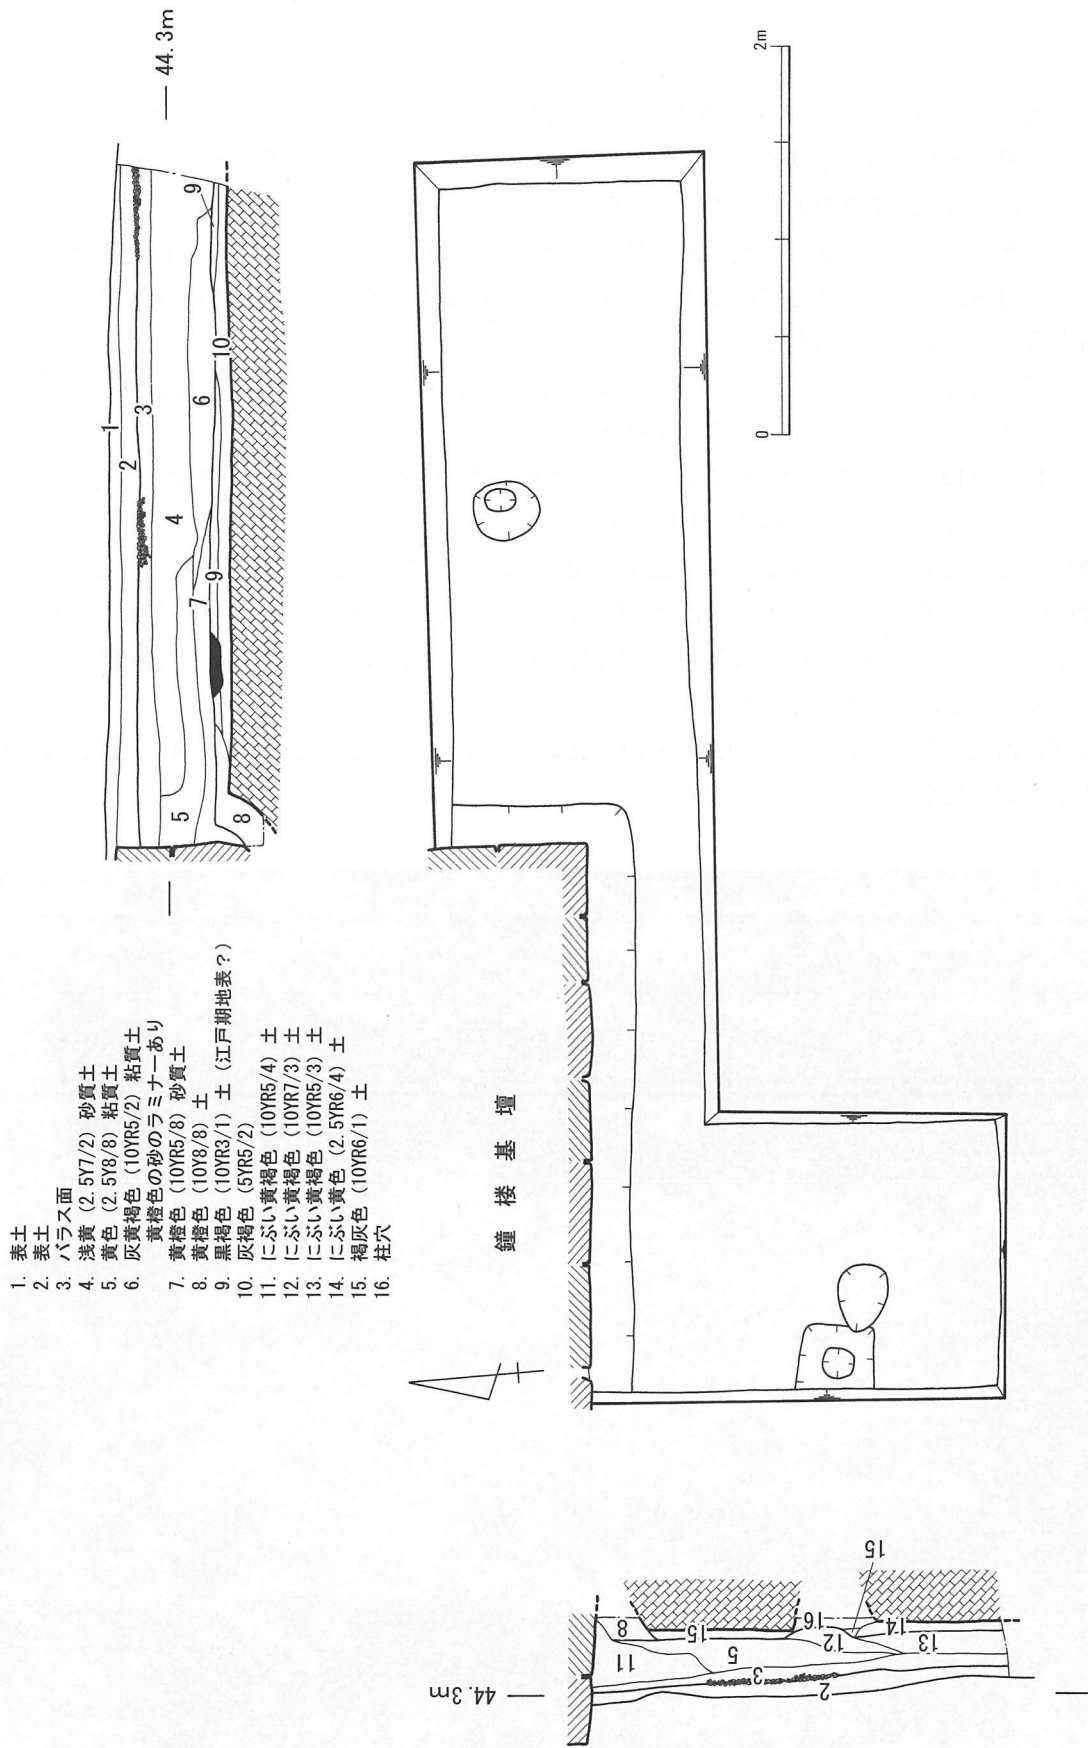 44.3m
1
2
3
4
5
6
7
8
9
9
10
1. 表土
2. 表土
3. バラス面
4. 浅黄 (2.5Y7/2) 砂質土
5. 黄色 (2.5Y8/8) 粘質土
6. 灰黄褐色 (10YR5/2) 粘質土
黄橙色の砂のラミナーあり
7. 黄橙色 (10YR5/8) 砂質土
8. 黄橙色 (10Y8/8) 土
9. 黒褐色 (10YR3/1) 土 (江戸期地表?)
10. 灰褐色 (5YR5/2)
11. にぶい黄褐色 (10YR5/4) 土
12. にぶい黄褐色 (10YR7/3) 土
13. にぶい黄褐色 (10YR5/3) 土
14. にぶい黄色 (2.5YR6/4) 土
15. 褐灰色 (10YR6/1) 土
16. 柱穴
鐘楼基壇
0
2m
44.3m
2
3
5
8
11
12
13
14
15
15
16